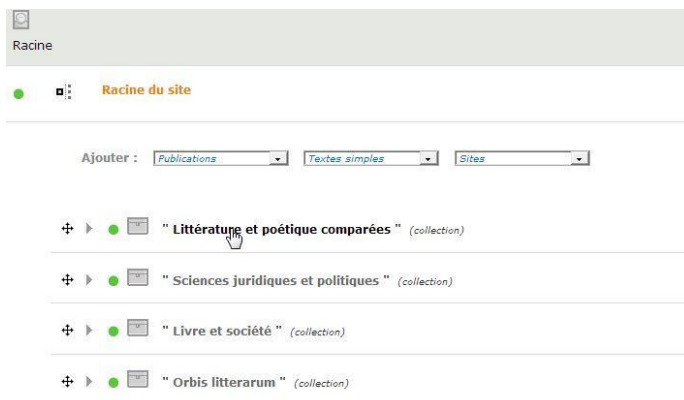 Racine
Racine du site
Ajouter : Publications Textes simples Sites
" Littérature et poétique comparées " (collection)
" Sciences juridiques et politiques " (collection)
" Livre et société " (collection)
" Orbis litterarum " (collection)